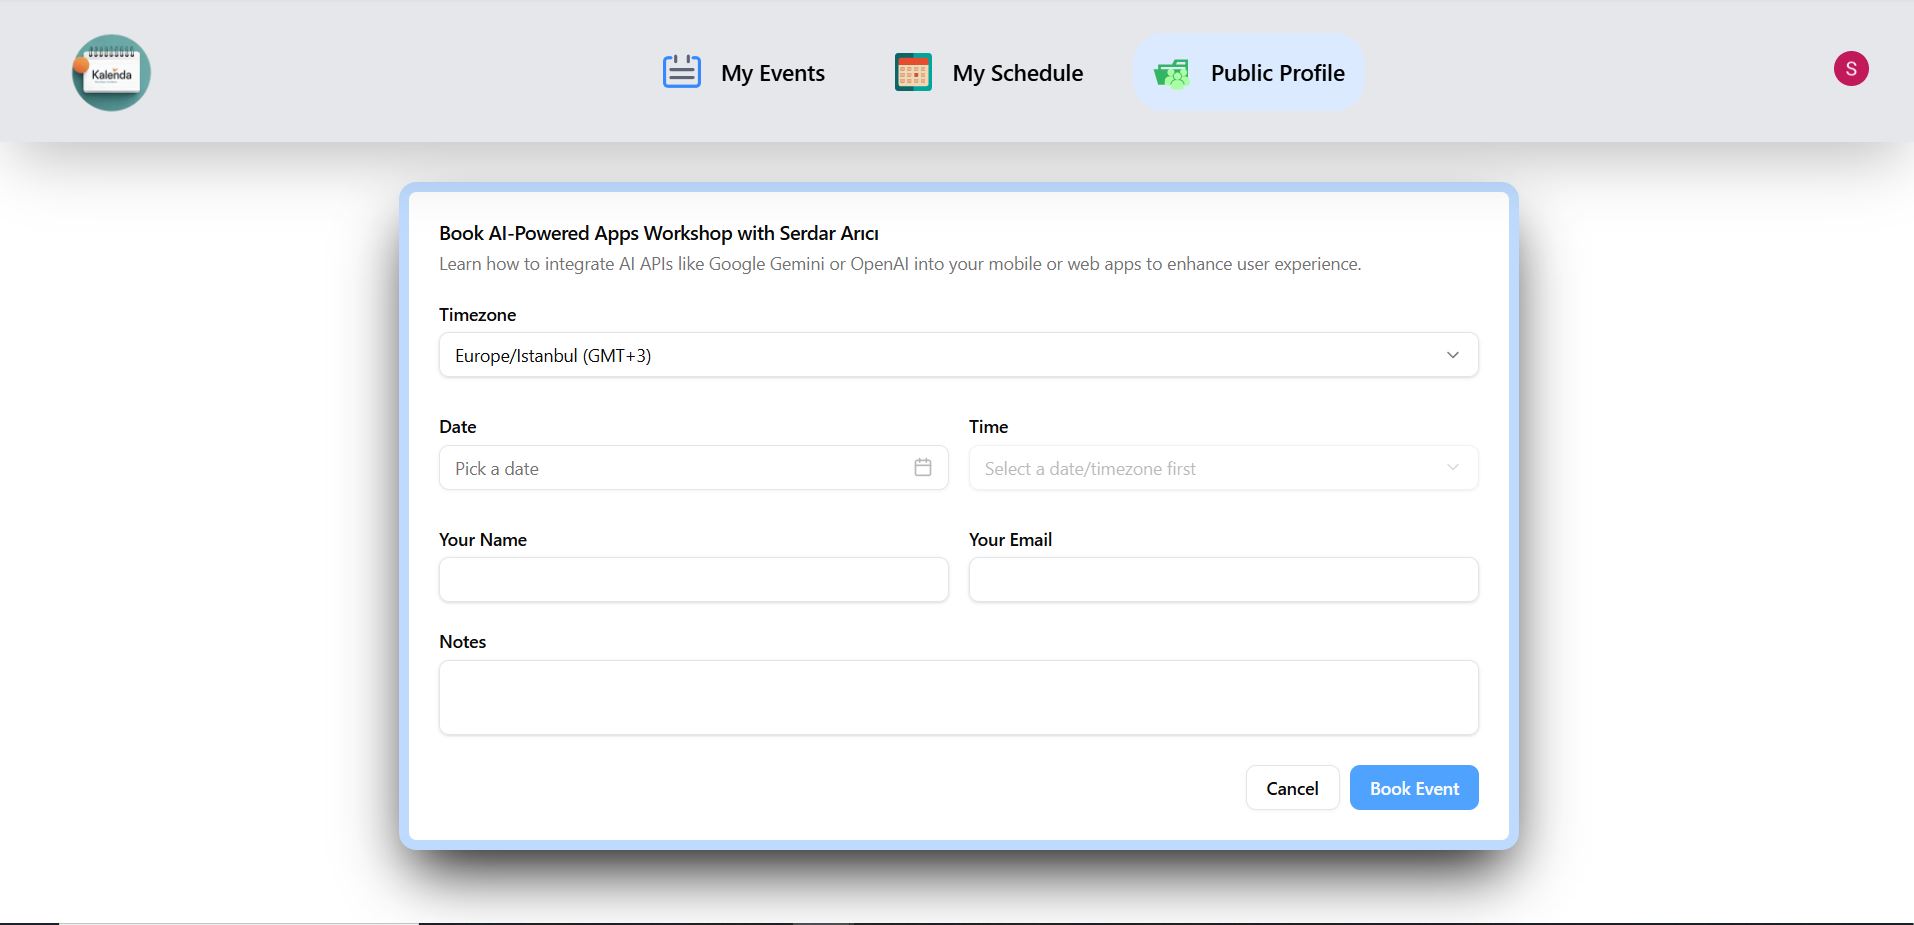 Kalenda
My Events
My Schedule
Public Profile
S
Book AI-Powered Apps Workshop with Serdar Arıcı
Learn how to integrate AI APIs like Google Gemini or OpenAI into your mobile or web apps to enhance user experience.
Timezone
Europe/Istanbul (GMT+3)
Date
Time
Pick a date
Select a date/timezone first
Your Name
Your Email
Notes
Cancel
Book Event